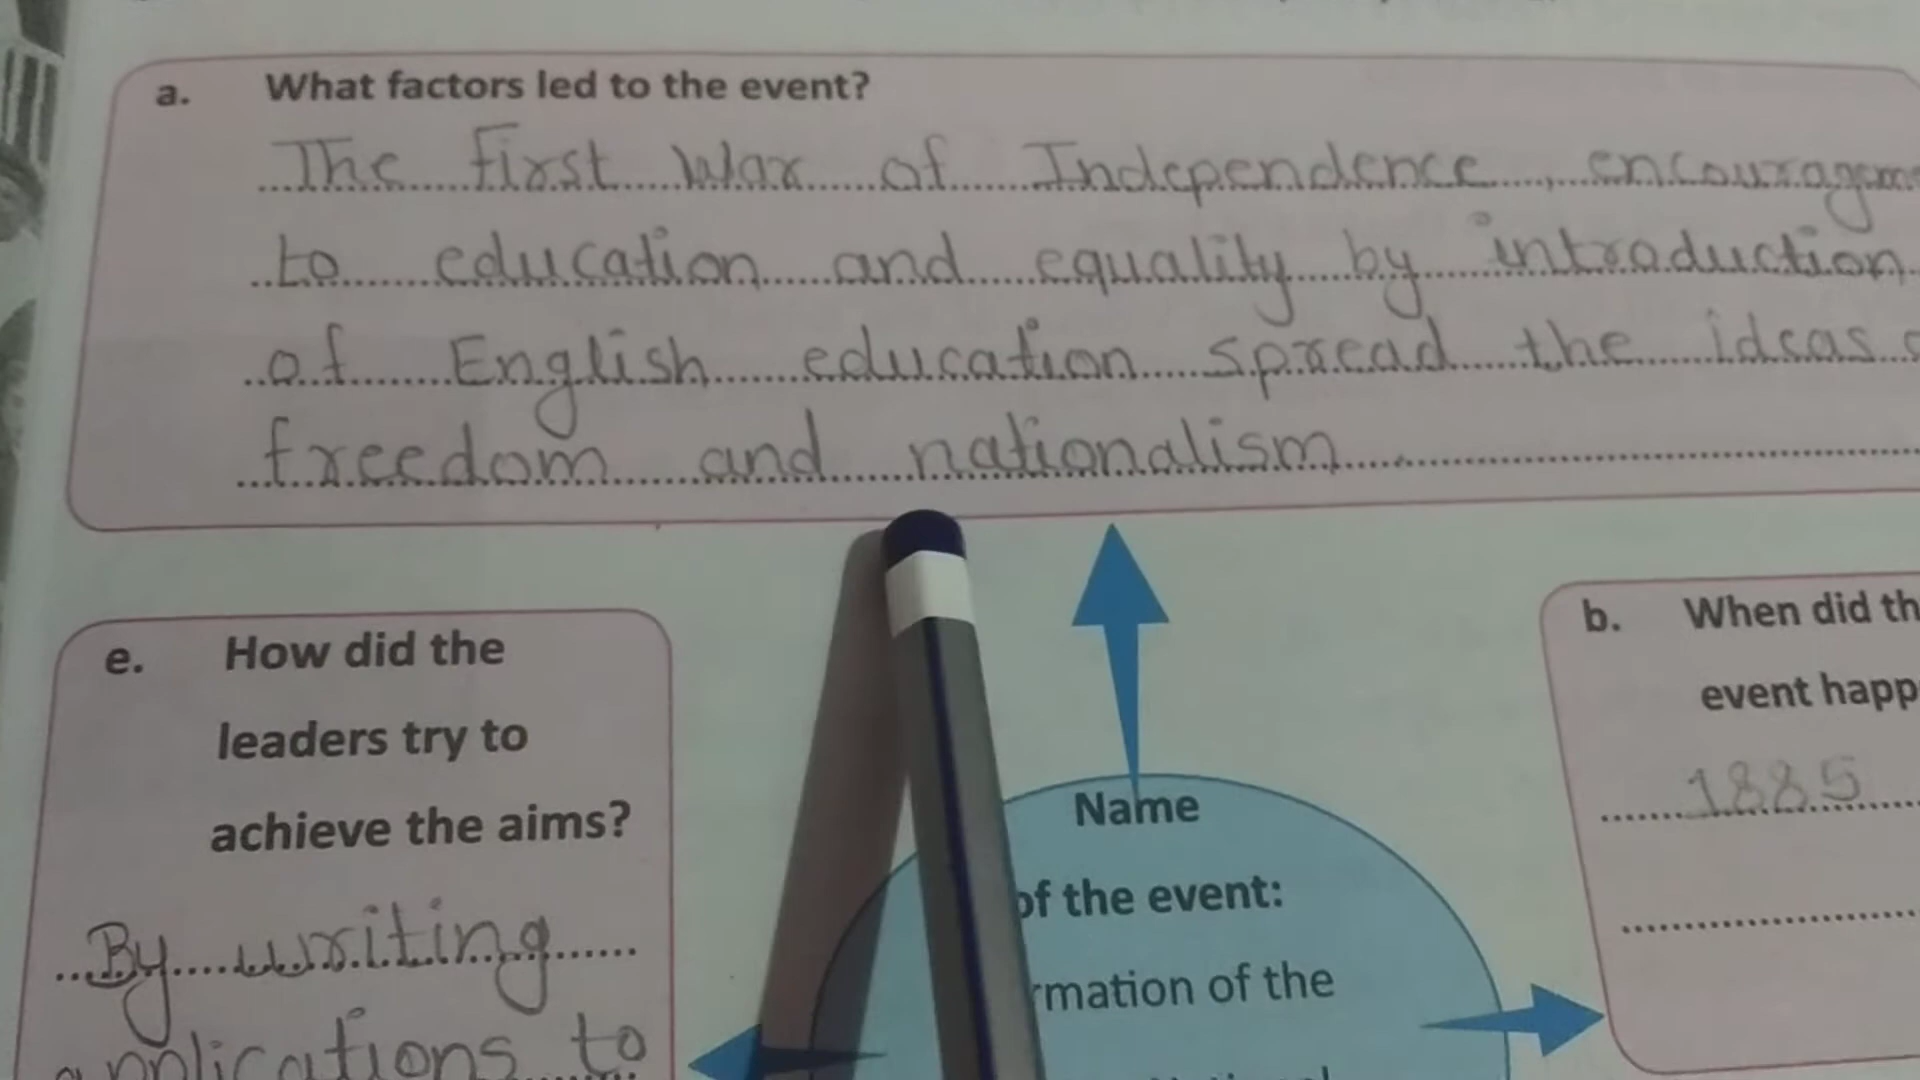 a. What factors led to the event?
The First War of Independence, encouragem
to education and equality by introduction
of English education spread the ideas
freedom and nationalism
e. How did the
leaders try to
achieve the aims?
By writing
applications to
b. When did th
event happ
1885
Name
of the event:
rmation of the